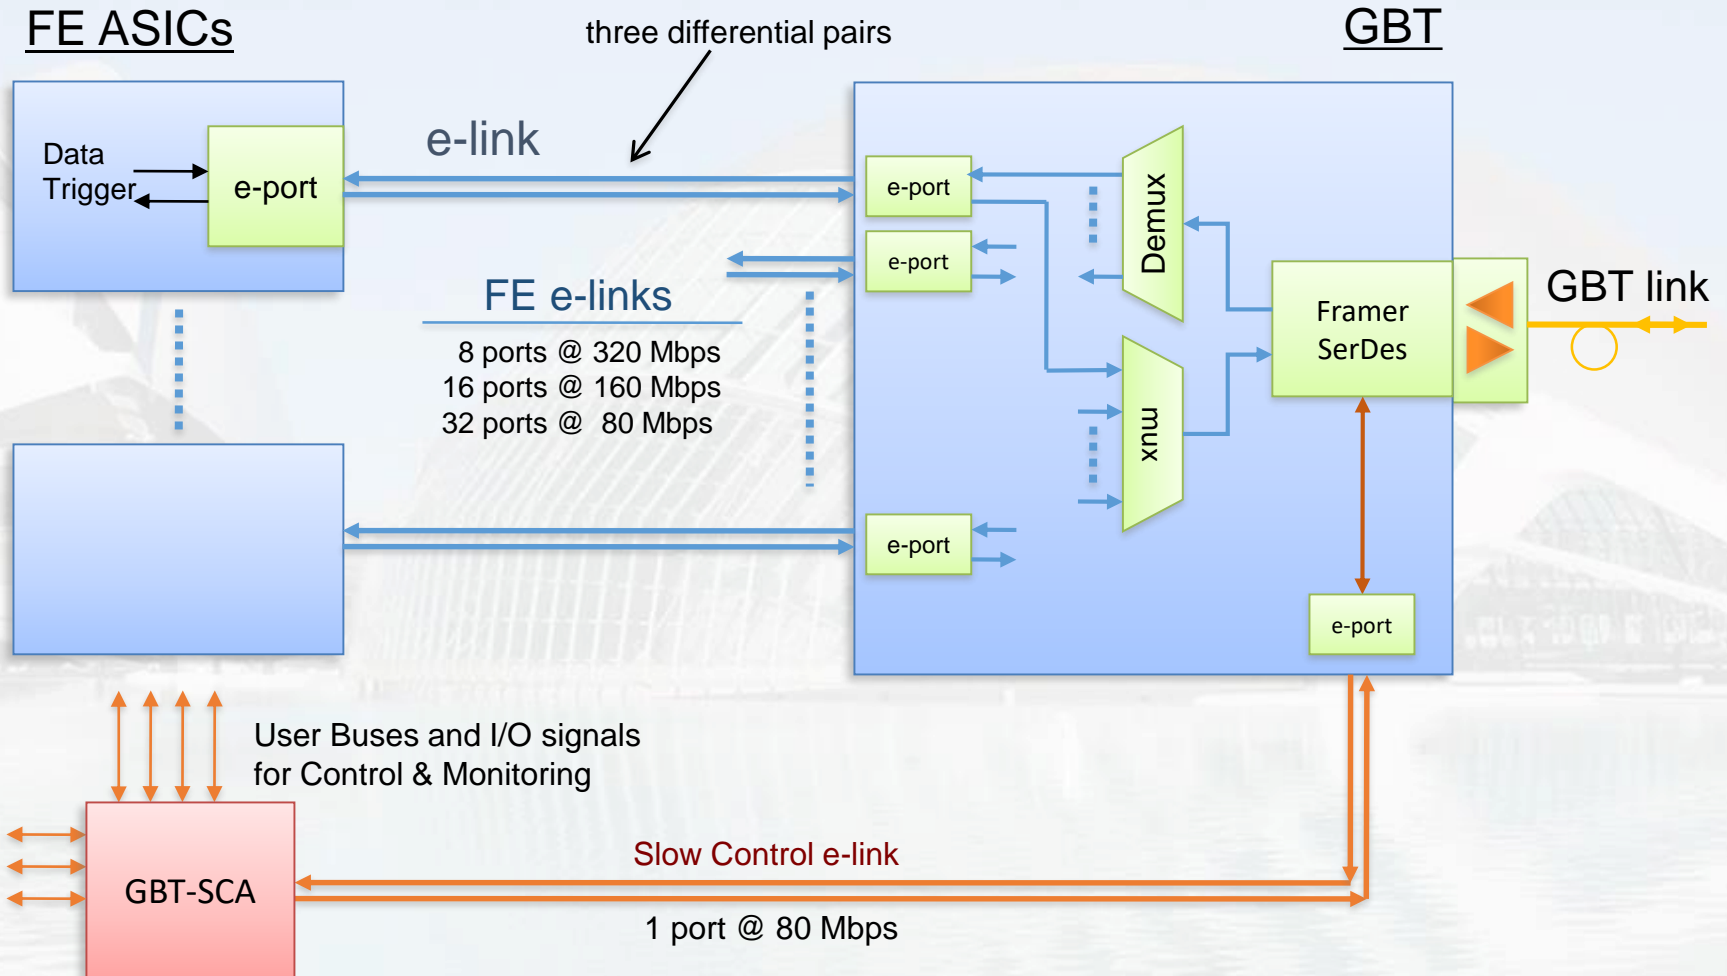 FE ASICs
three differential pairs
GBT
Data
Trigger
e-port
e-link
e-port
Demux
e-port
FE e-links
8 ports @ 320 Mbps
16 ports @ 160 Mbps
32 ports @ 80 Mbps
Framer
SerDes
GBT link
mux
e-port
e-port
User Buses and I/O signals
for Control & Monitoring
Slow Control e-link
GBT-SCA
1 port @ 80 Mbps